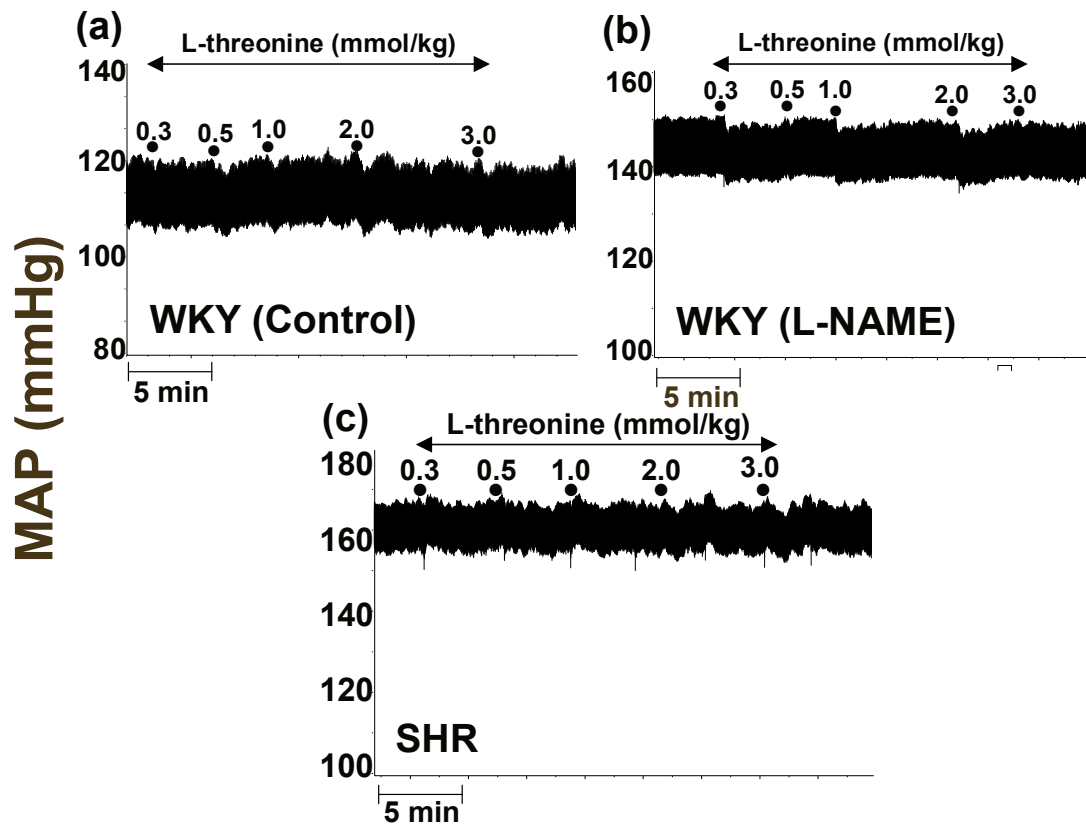 MAP (mmHg)
(a)
L-threonine (mmol/kg)
140
120
100
80
0.3 0.5 1.0 2.0 3.0
WKY (Control)
5 min
(b)
L-threonine (mmol/kg)
160
140
120
100
0.3 0.5 1.0 2.0 3.0
WKY (L-NAME)
5 min
(c)
L-threonine (mmol/kg)
180
160
140
120
100
0.3 0.5 1.0 2.0 3.0
SHR
5 min